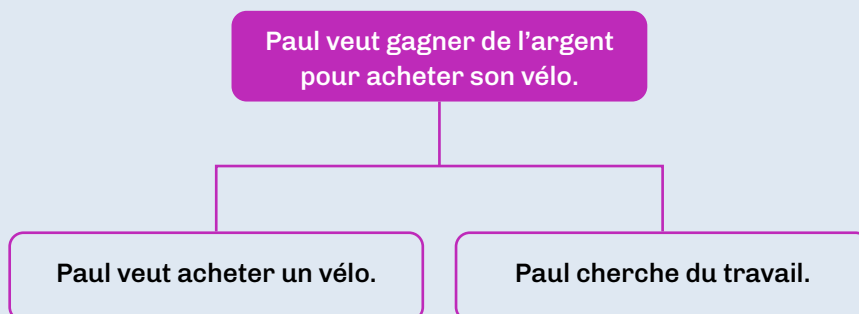 Paul veut gagner de l’argent
pour acheter son vélo.
Paul veut acheter un vélo.
Paul cherche du travail.